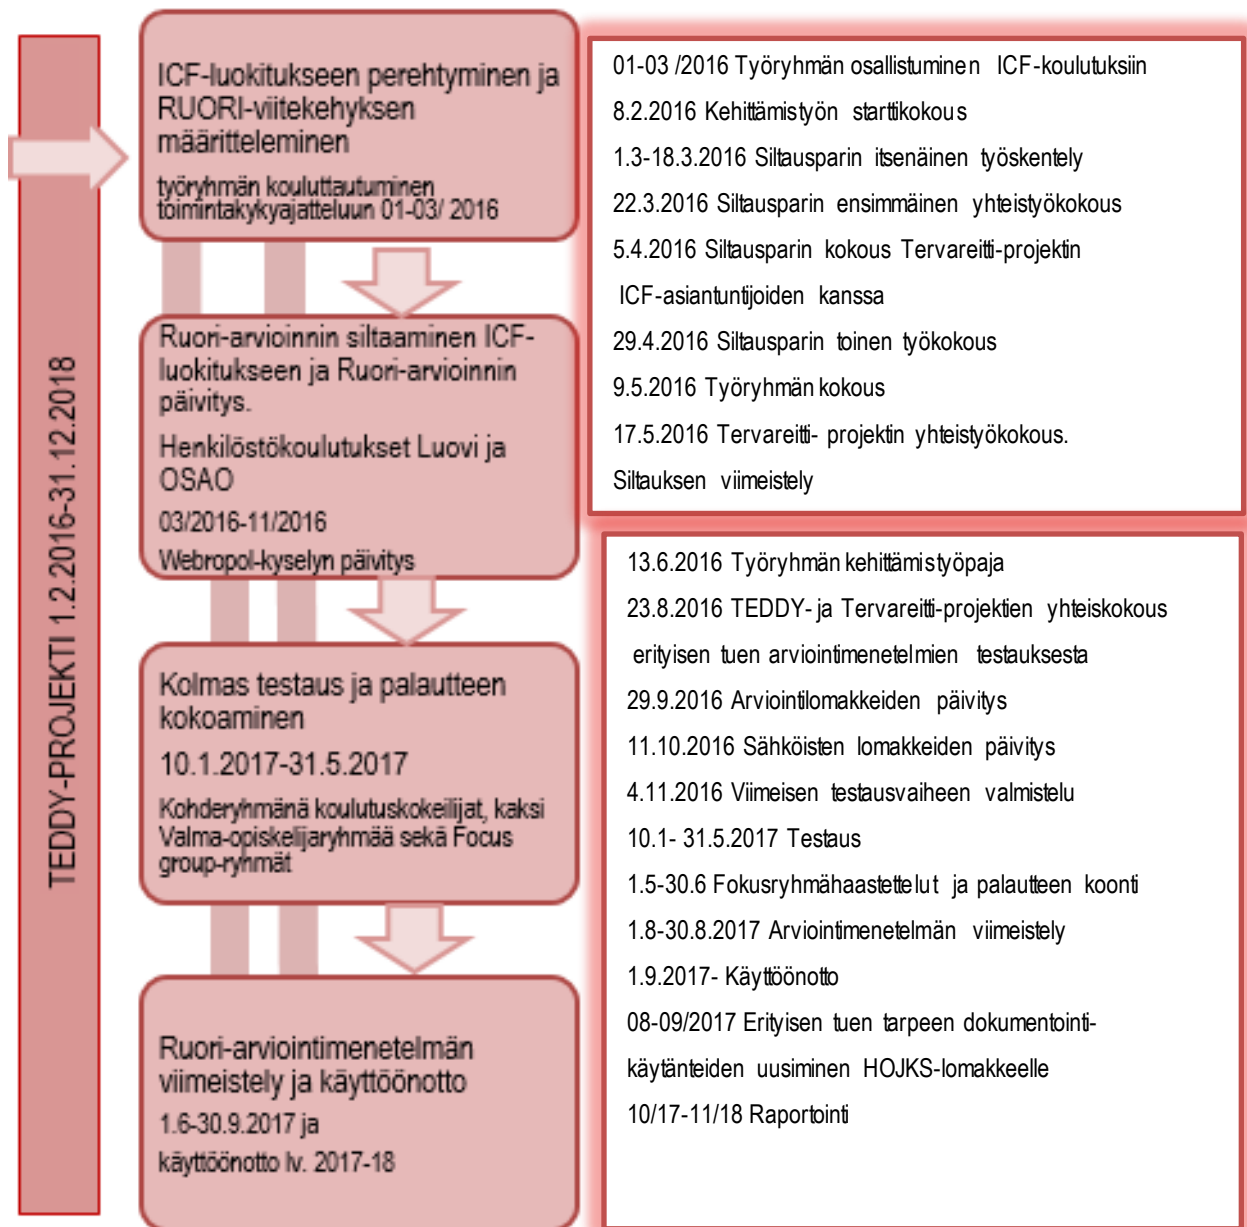 TEDDY-PROJEKTI 1.2.2016-31.12.2018
ICF-luokitukseen perehtyminen ja
RUORI-viitekehyksen
määritteleminen
työryhmän kouluttautuminen
toimintakykyajatteluun 01-03/ 2016
Ruori-arvioinnin siltaaminen ICF-
luokitukseen ja Ruori-arvioinnin
päivitys.
Henkilöstökoulutukset Luovi ja
OSAO
03/2016-11/2016
Webropol-kyselyn päivitys
Kolmas testaus ja palautteen
kokoaminen
10.1.2017-31.5.2017
Kohderyhmänä koulutuskokeilijat, kaksi
Valma-opiskelijaryhmää sekä Focus
group-ryhmät
Ruori-arviointimenetelmän
viimeistely ja käyttöönotto
1.6-30.9.2017 ja
käyttöönotto lv. 2017-18
01-03 /2016 Työryhmän osallistuminen ICF-koulutuksiin
8.2.2016 Kehittämistyön starttikokous
1.3-18.3.2016 Siltausparin itsenäinen työskentely
22.3.2016 Siltausparin ensimmäinen yhteistyökokous
5.4.2016 Siltausparin kokous Tervareitti-projektin
ICF-asiantuntijoiden kanssa
29.4.2016 Siltausparin toinen työkokous
9.5.2016 Työryhmän kokous
17.5.2016 Tervareitti- projektin yhteistyökokous.
Siltauksen viimeistely
13.6.2016 Työryhmän kehittämistyöpaja
23.8.2016 TEDDY- ja Tervareitti-projektien yhteiskokous
erityisen tuen arviointimenetelmien testauksesta
29.9.2016 Arviointilomakkeiden päivitys
11.10.2016 Sähköisten lomakkeiden päivitys
4.11.2016 Viimeisen testausvaiheen valmistelu
10.1- 31.5.2017 Testaus
1.5-30.6 Fokusryhmähaastettelut ja palautteen koonti
1.8-30.8.2017 Arviointimenetelmän viimeistely
1.9.2017- Käyttöönotto
08-09/2017 Erityisen tuen tarpeen dokumentointi-
käytänteiden uusiminen HOJKS-lomakkeelle
10/17-11/18 Raportointi